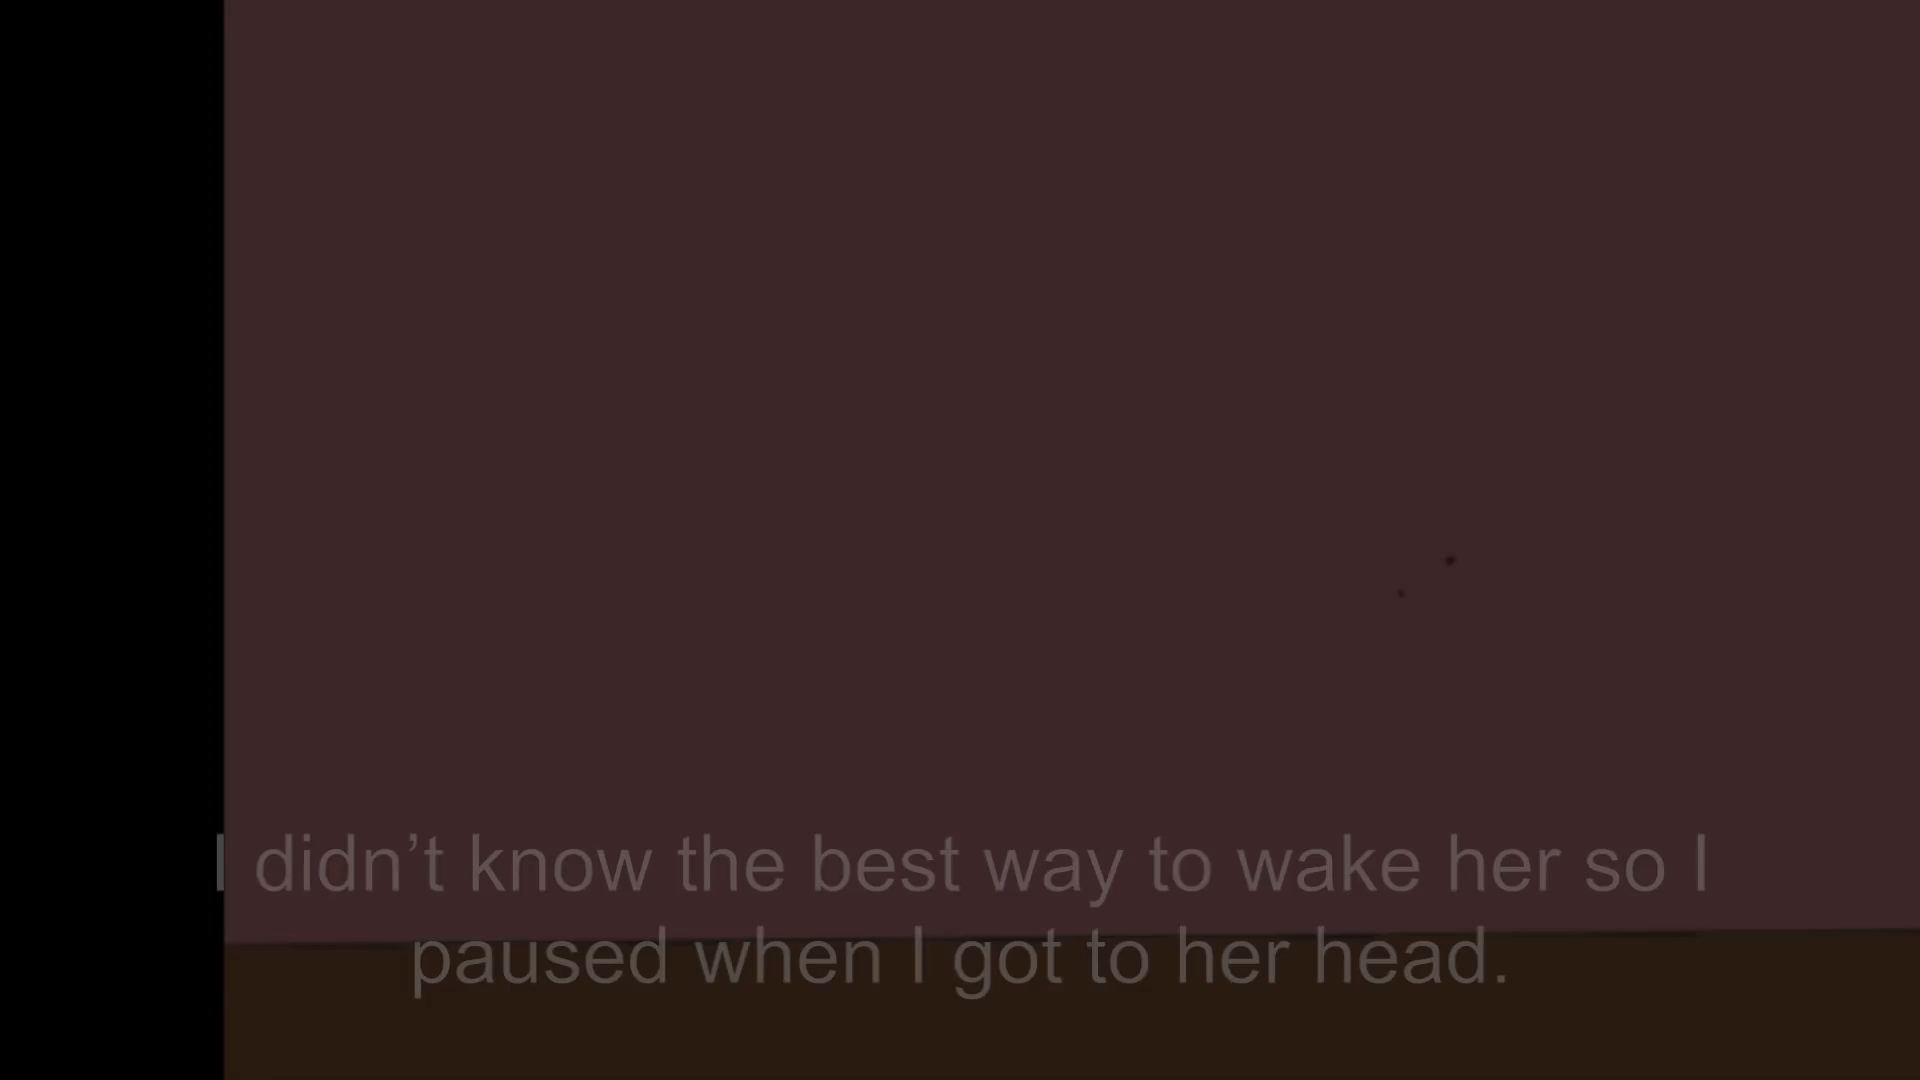 I didn’t know the best way to wake her so I
paused when I got to her head.